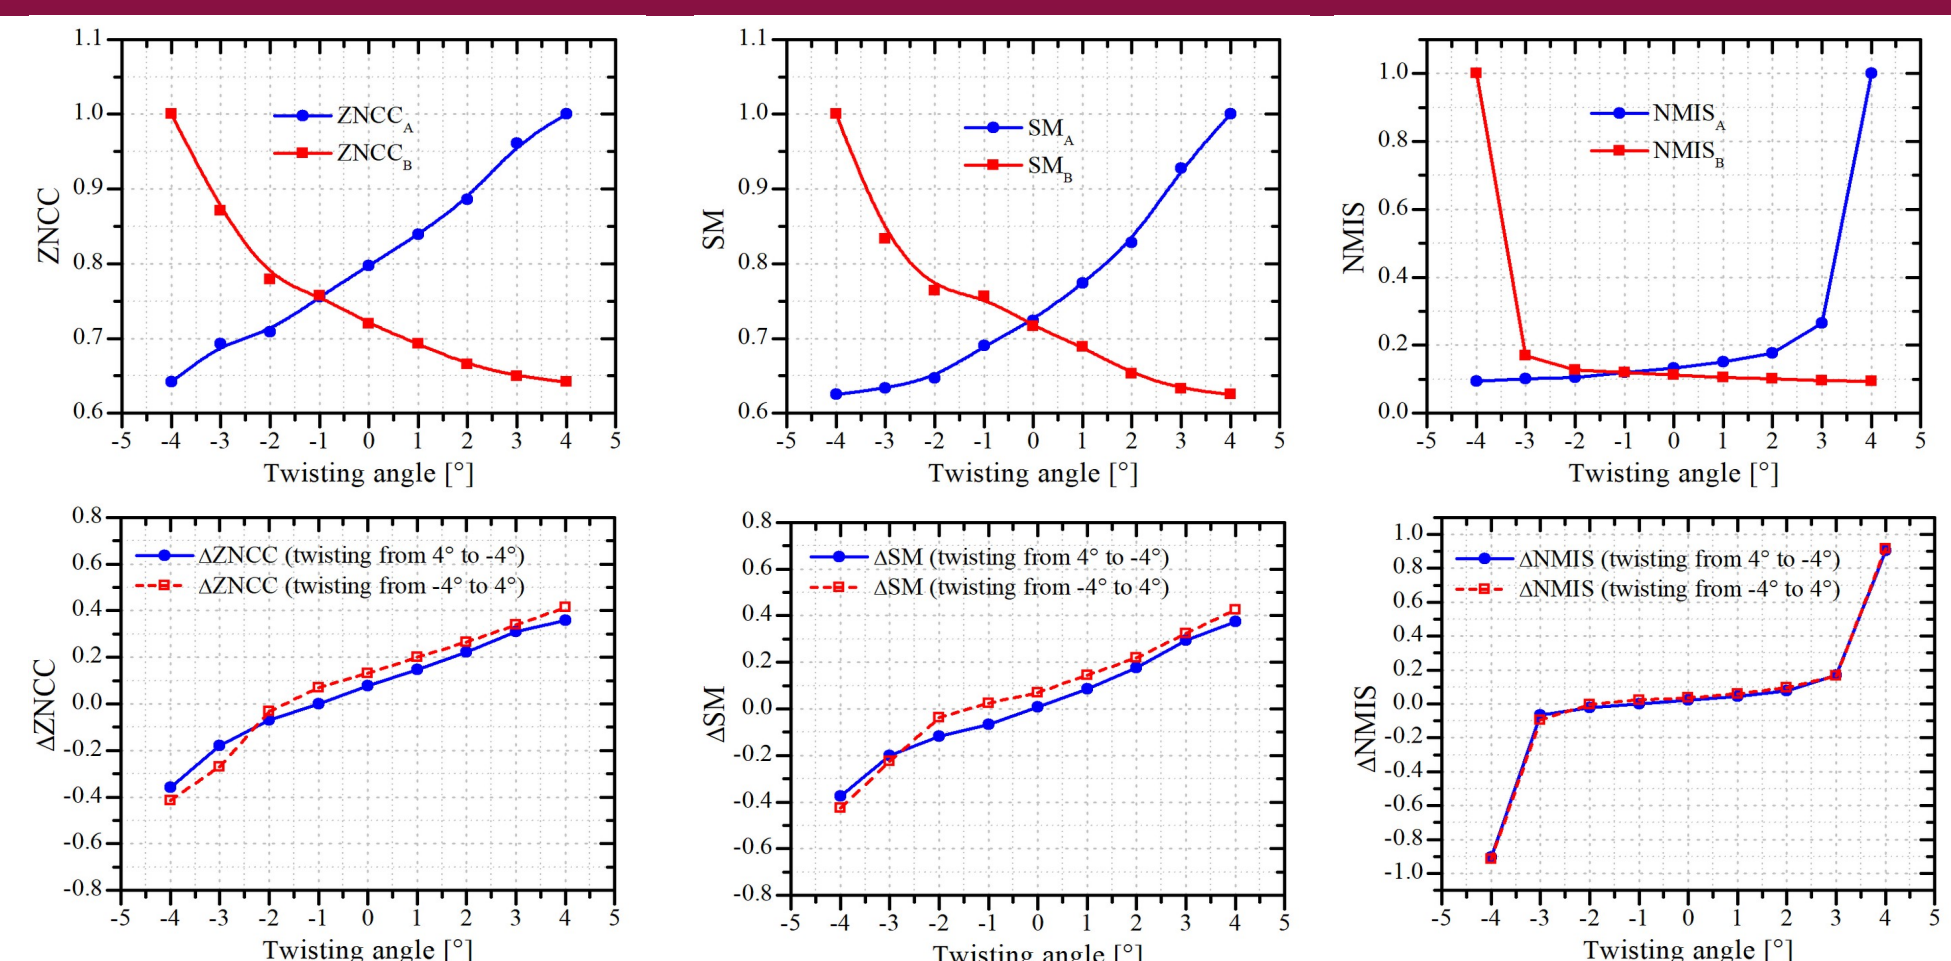 1.1
1.0
0.9
0.8
0.7
0.6
ZNCC
ZNCC_A
ZNCC_B
-5 -4 -3 -2 -1 0 1 2 3 4 5
Twisting angle [°]
1.1
1.0
0.9
0.8
0.7
0.6
SM
SM_A
SM_B
-5 -4 -3 -2 -1 0 1 2 3 4 5
Twisting angle [°]
1.0
0.8
0.6
0.4
0.2
0.0
NMIS
NMIS_A
NMIS_B
-5 -4 -3 -2 -1 0 1 2 3 4 5
Twisting angle [°]
0.8
0.6
0.4
0.2
0.0
-0.2
-0.4
-0.6
-0.8
ΔZNCC
ΔZNCC (twisting from 4° to -4°)
ΔZNCC (twisting from -4° to 4°)
-5 -4 -3 -2 -1 0 1 2 3 4 5
Twisting angle [°]
0.8
0.6
0.4
0.2
0.0
-0.2
-0.4
-0.6
-0.8
ΔSM
ΔSM (twisting from 4° to -4°)
ΔSM (twisting from -4° to 4°)
-5 -4 -3 -2 -1 0 1 2 3 4 5
Twisting angle [°]
1.0
0.8
0.6
0.4
0.2
0.0
-0.2
-0.4
-0.6
-0.8
-1.0
ΔNMIS
ΔNMIS (twisting from 4° to -4°)
ΔNMIS (twisting from -4° to 4°)
-5 -4 -3 -2 -1 0 1 2 3 4 5
Twisting angle [°]